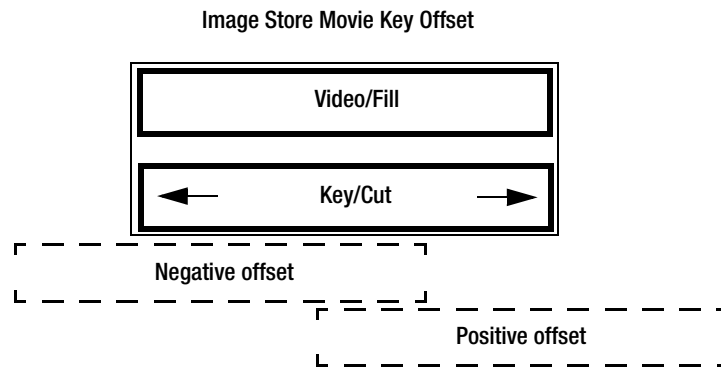 Image Store Movie Key Offset
Video/Fill
Key/Cut
Negative offset
Positive offset